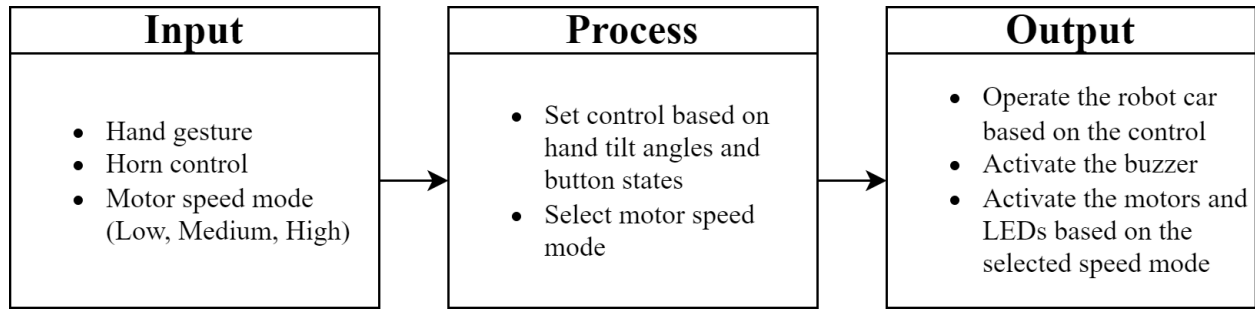 Input
• Hand gesture
• Horn control
• Motor speed mode
(Low, Medium, High)
Process
• Set control based on
hand tilt angles and
button states
• Select motor speed
mode
Output
• Operate the robot car
based on the control
• Activate the buzzer
• Activate the motors and
LEDs based on the
selected speed mode